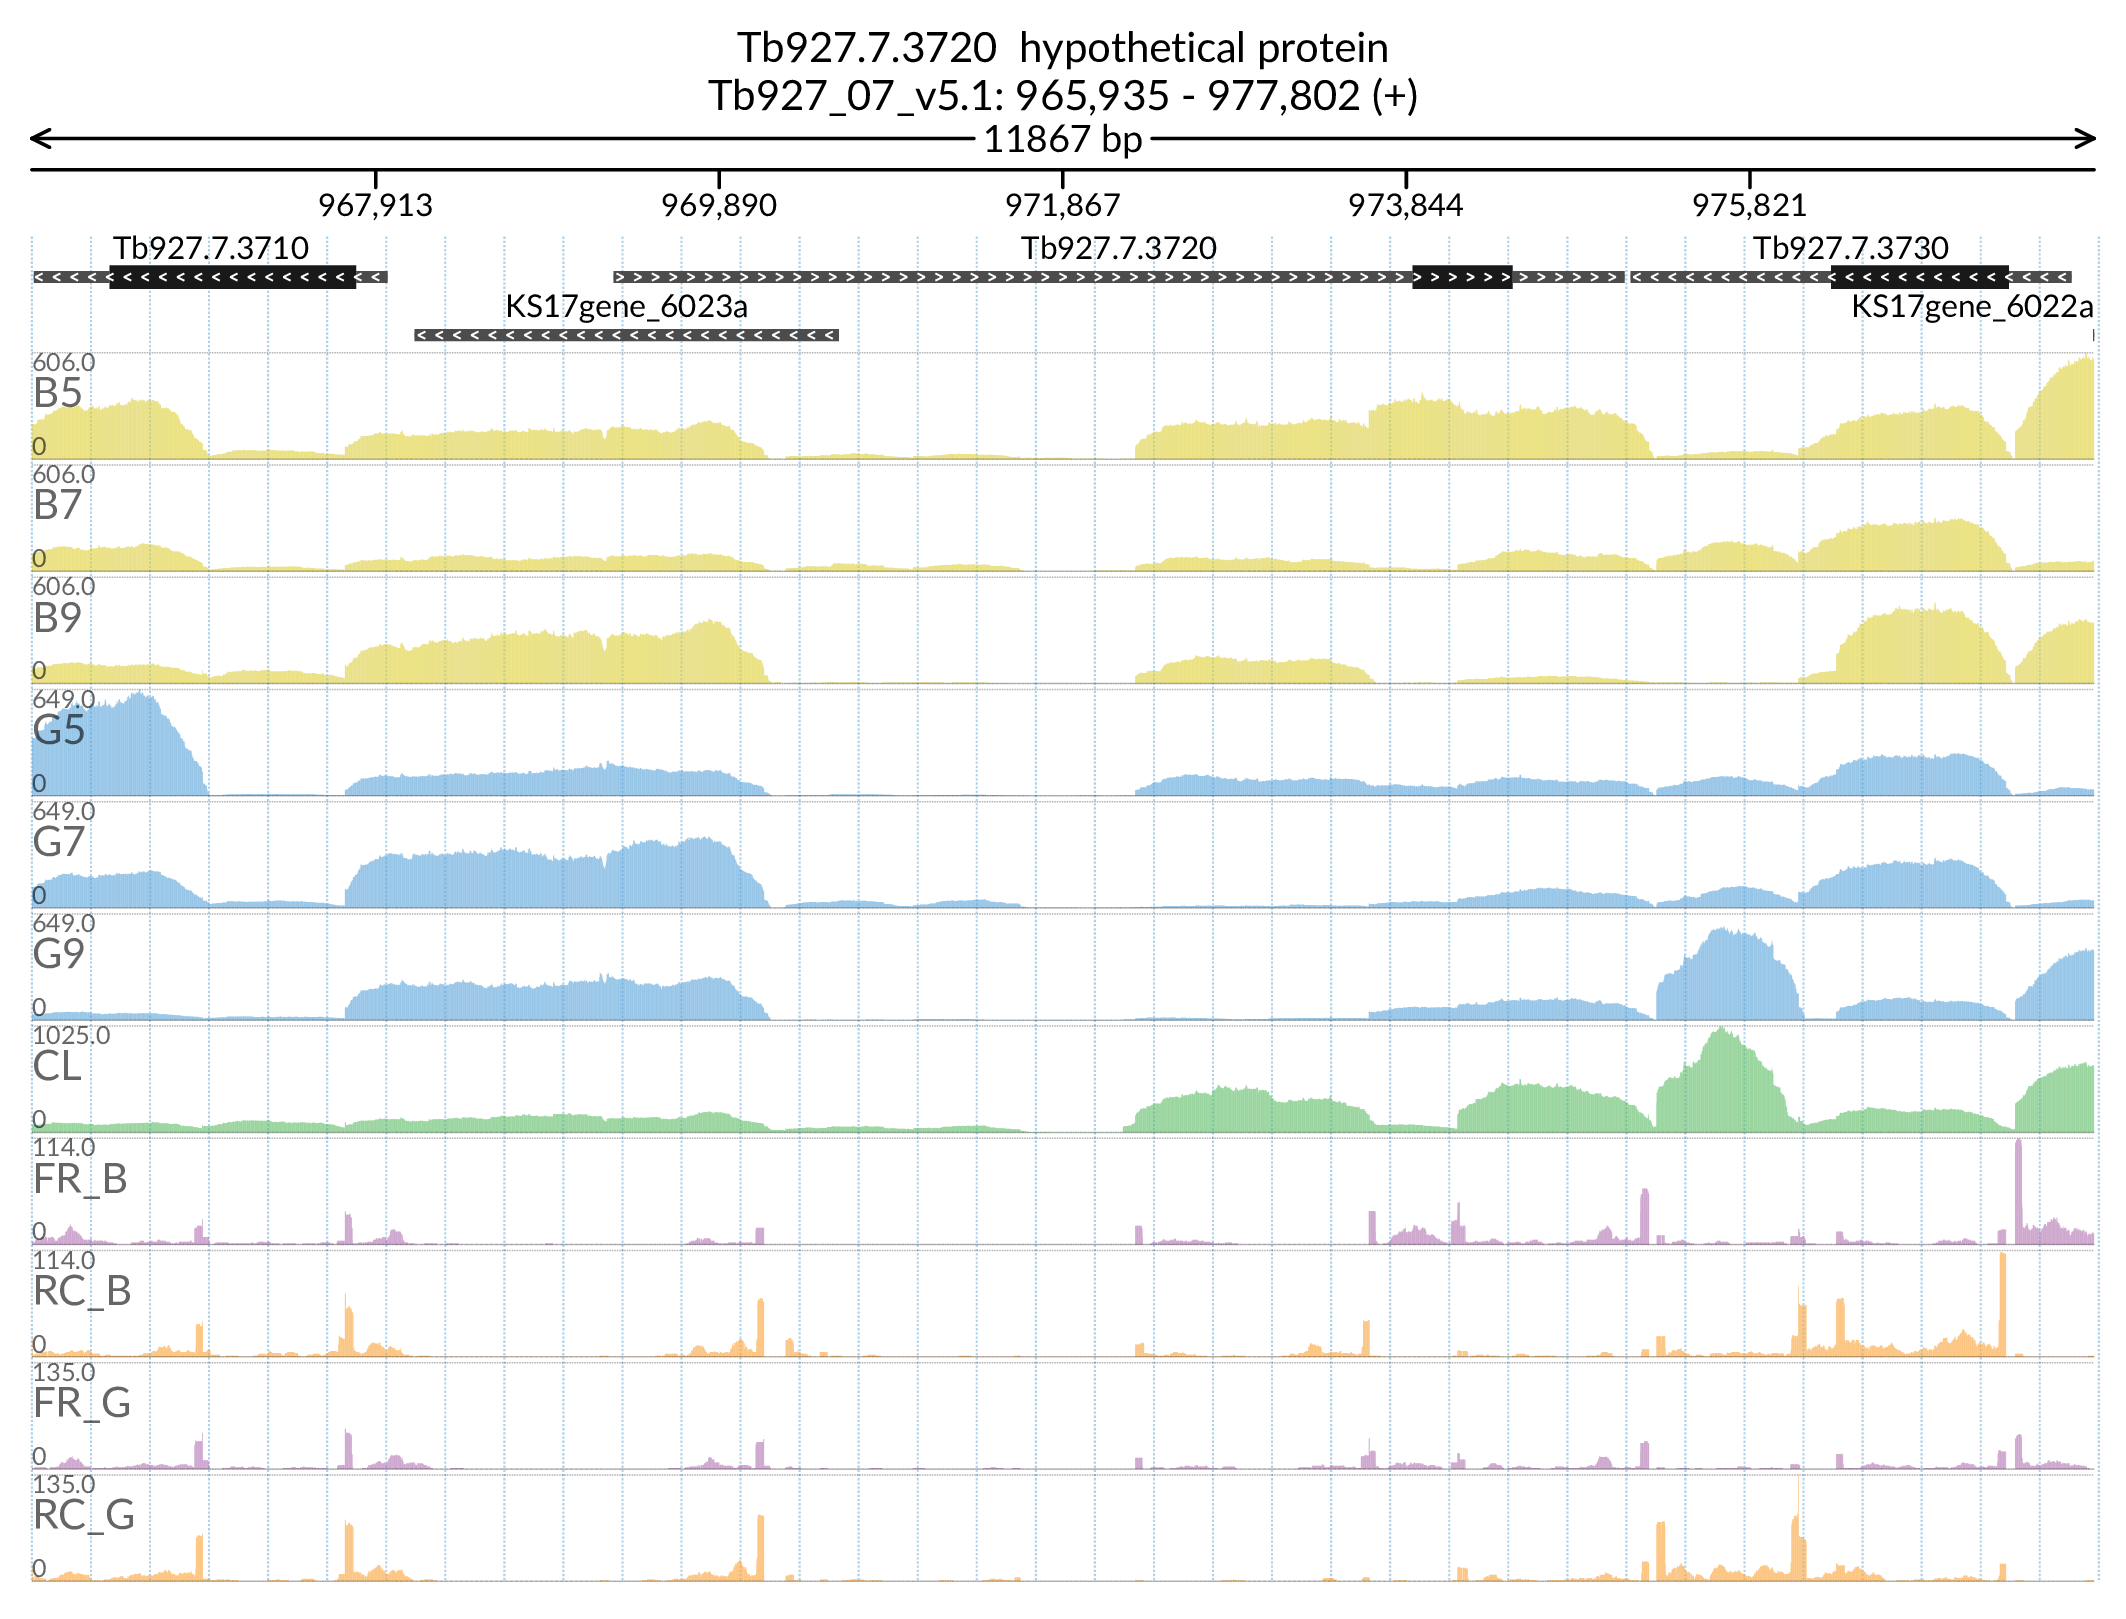 Tb927.7.3720 hypothetical protein
Tb927_07_v5.1: 965,935 - 977,802 (+)
11867 bp
967,913 969,890 971,867 973,844 975,821
Tb927.7.3710 Tb927.7.3720 Tb927.7.3730
KS17gene_6023a KS17gene_6022a
606.0
B5
0
606.0
B7
0
606.0
B9
0
649.0
G5
0
649.0
G7
0
649.0
G9
0
1025.0
CL
0
114.0
FR_B
0
114.0
RC_B
0
135.0
FR_G
0
135.0
RC_G
0